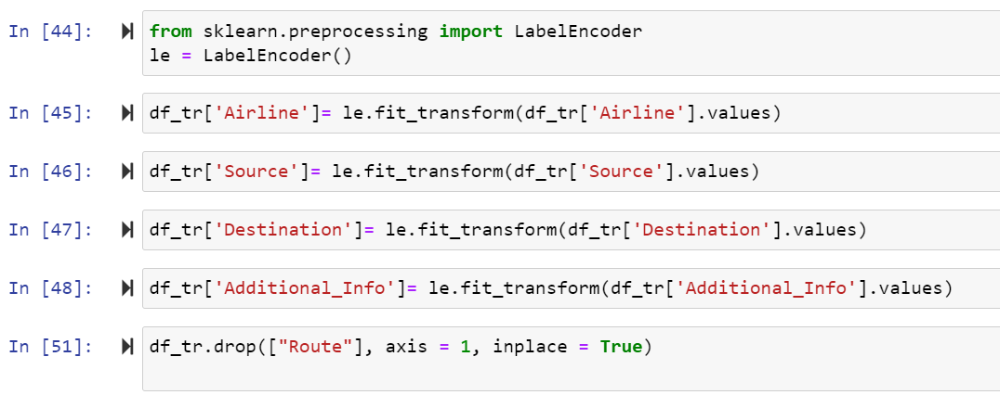 In [44]: from sklearn.preprocessing import LabelEncoder
le = LabelEncoder()
In [45]: df_tr['Airline']= le.fit_transform(df_tr['Airline'].values)
In [46]: df_tr['Source']= le.fit_transform(df_tr['Source'].values)
In [47]: df_tr['Destination']= le.fit_transform(df_tr['Destination'].values)
In [48]: df_tr['Additional_Info']= le.fit_transform(df_tr['Additional_Info'].values)
In [51]: df_tr.drop(["Route"], axis = 1, inplace = True)